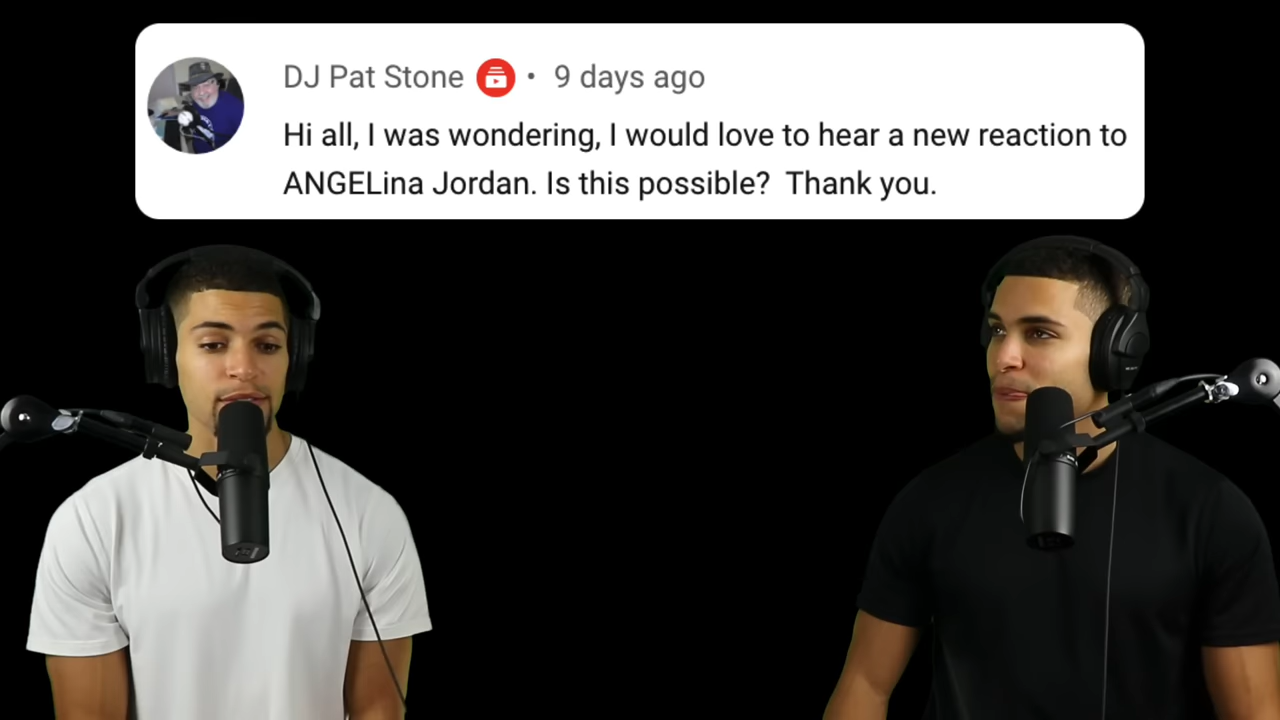 DJ Pat Stone • 9 days ago
Hi all, I was wondering, I would love to hear a new reaction to
ANGELina Jordan. Is this possible?  Thank you.